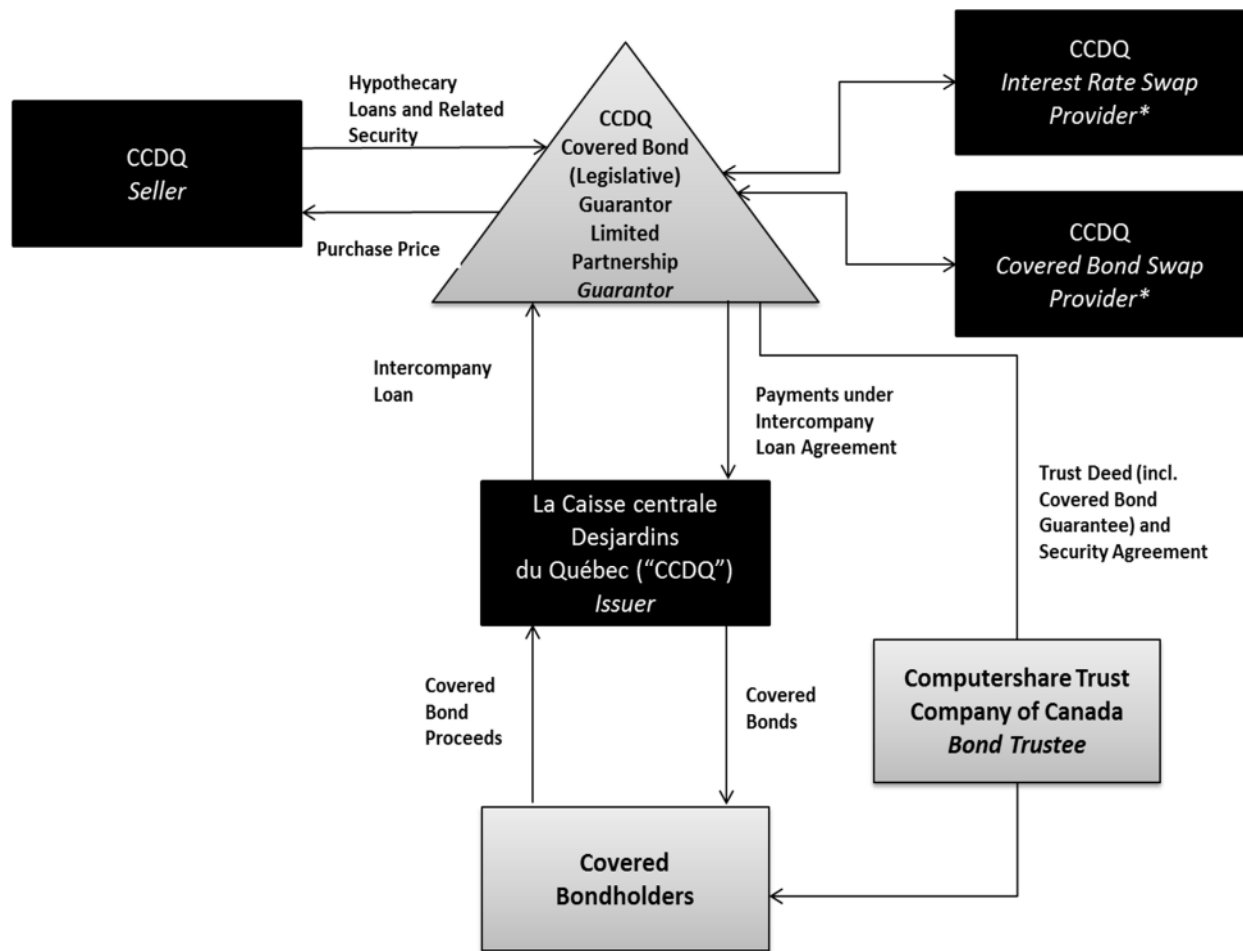 Hypothecary
Loans and Related
Security
CCDQ
Seller
Purchase Price
CCDQ
Covered Bond
(Legislative)
Guarantor
Limited
Partnership
Guarantor
CCDQ
Interest Rate Swap
Provider*
CCDQ
Covered Bond Swap
Provider*
Intercompany
Loan
Payments under
Intercompany
Loan Agreement
La Caisse centrale
Desjardins
du Québec (“CCDQ”)
Issuer
Trust Deed (incl.
Covered Bond
Guarantee) and
Security Agreement
Covered
Bond
Proceeds
Covered
Bonds
Computershare Trust
Company of Canada
Bond Trustee
Covered
Bondholders